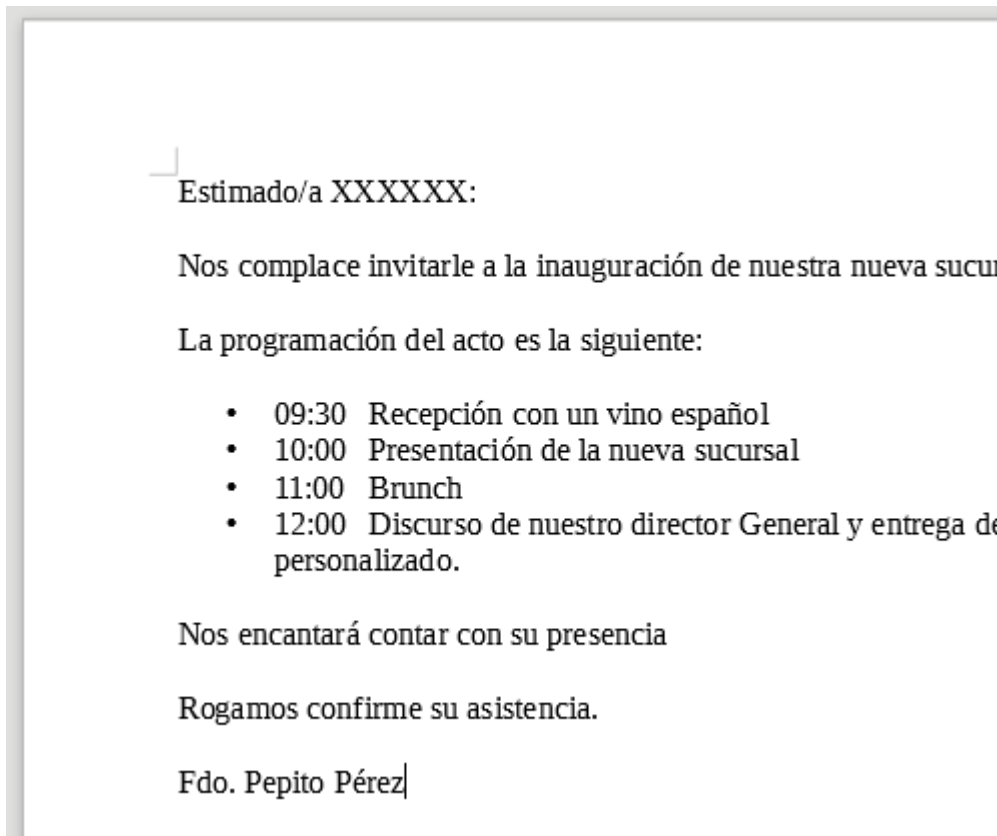 Estimado/a XXXXXX:
Nos complace invitarle a la inauguración de nuestra nueva
La programación del acto es la siguiente:
• 09:30 Recepción con un vino español
• 10:00 Presentación de la nueva sucursal
• 11:00 Brunch
• 12:00 Discurso de nuestro director General y entrega
personalizado.
Nos encantará contar con su presencia
Rogamos confirme su asistencia.
Fdo. Pepito Pérez